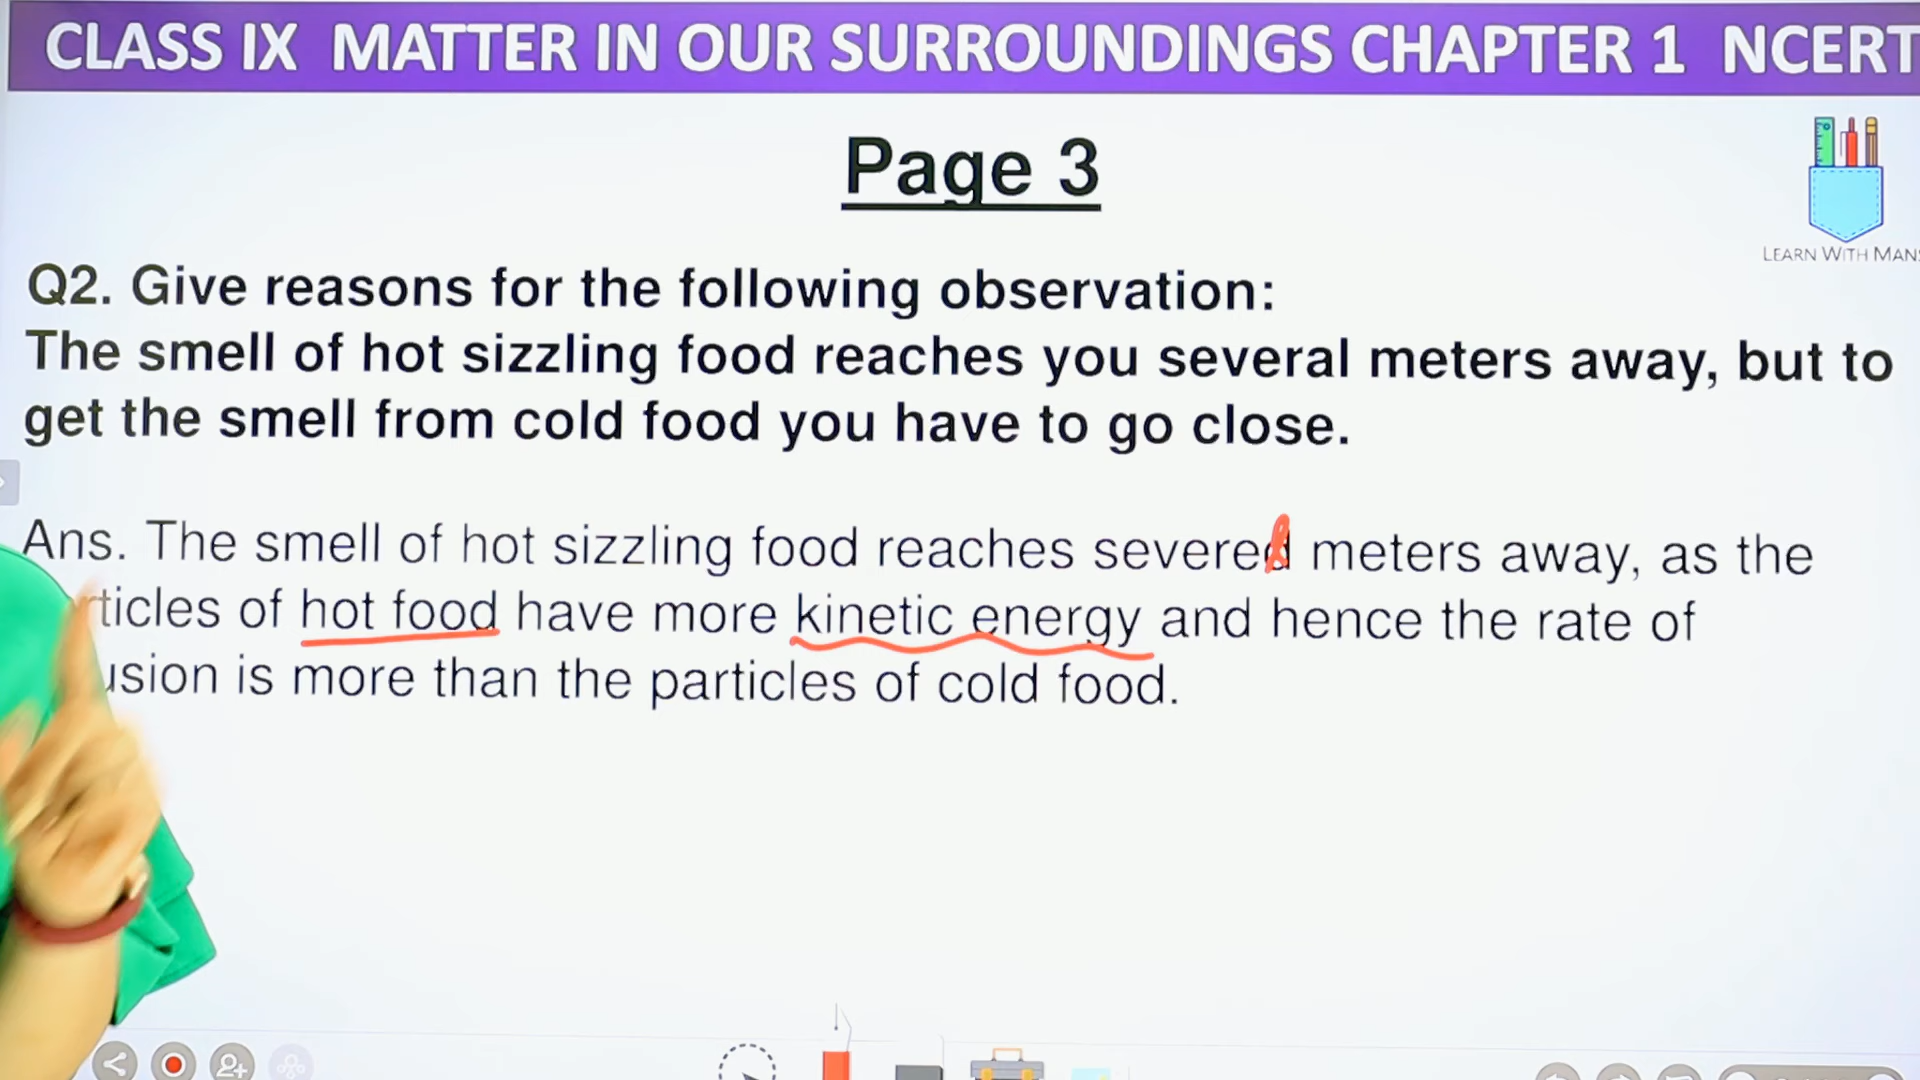 CLASS IX MATTER IN OUR SURROUNDINGS CHAPTER 1 NCERT
Page 3
LEARN WITH MANS
Q2. Give reasons for the following observation:
The smell of hot sizzling food reaches you several meters away, but to
get the smell from cold food you have to go close.
Ans. The smell of hot sizzling food reaches severel meters away, as the
ticles of hot food have more kinetic energy and hence the rate of
usion is more than the particles of cold food.